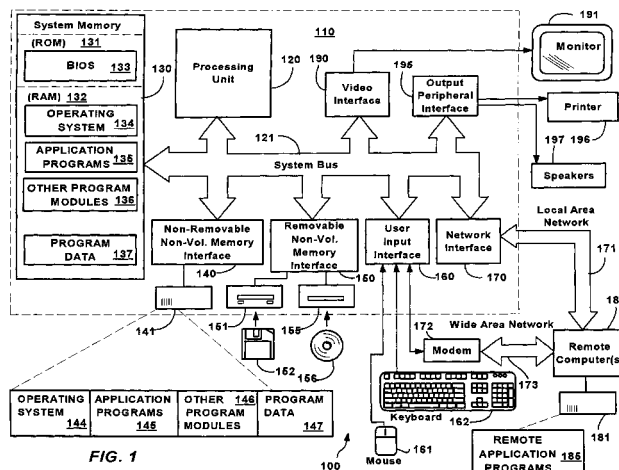 System Memory
(ROM) 131
BIOS 133
(RAM) 132
OPERATING
SYSTEM 134
APPLICATION
PROGRAMS 135
OTHER PROGRAM
MODULES 136
PROGRAM
DATA 137
130
110
Processing
Unit
120
190
Video
Interface
195
Output
Peripheral
Interface
191
Monitor
Printer
196
197
Speakers
121
System Bus
Non-Removable
Non-Vol. Memory
Interface
140
Removable
Non-Vol.
Memory
Interface
150
User
Input
Interface
160
Network
Interface
170
Local Area
Network
171
141
151
152
155
156
172
Modem
Wide Area Network
173
Remote
Computer(s
181
Keyboard
162
Mouse
161
OPERATING
SYSTEM 144
APPLICATION
PROGRAMS 145
OTHER 146
PROGRAM
MODULES
PROGRAM
DATA 147
REMOTE
APPLICATION
PROGRAMS 185
FIG. 1
100